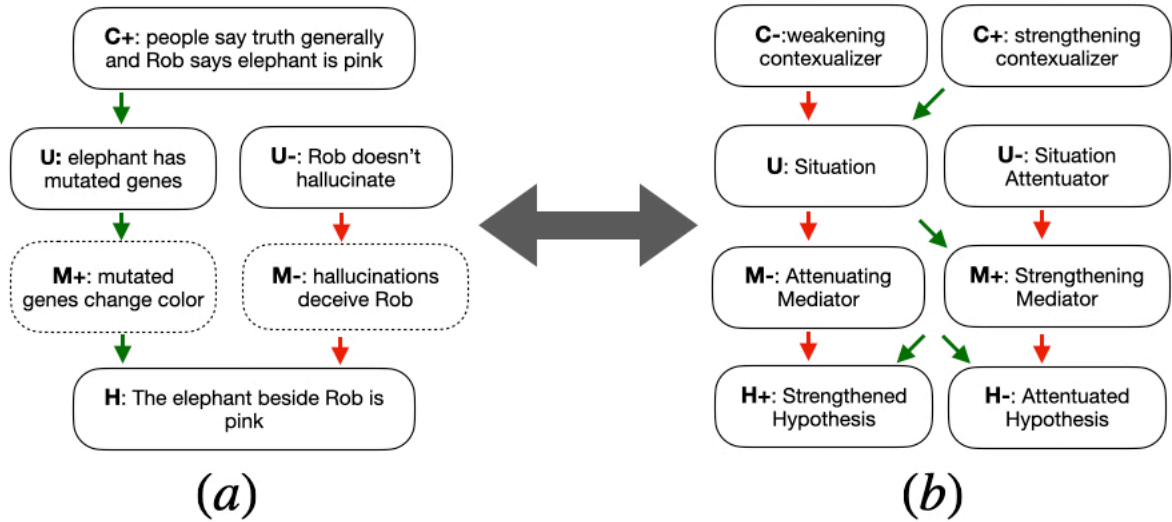 C+: people say truth generally
and Rob says elephant is pink
U: elephant has
mutated genes
U-: Rob doesn't
hallucinate
M+: mutated
genes change color
M-: hallucinations
deceive Rob
H: The elephant beside Rob is
pink
(a)
C-:weakening
contexualizer
C+: strengthening
contexualizer
U: Situation
U-: Situation
Attentuator
M-: Attenuating
Mediator
M+: Strengthening
Mediator
H+: Strengthened
Hypothesis
H-: Attentuated
Hypothesis
(b)